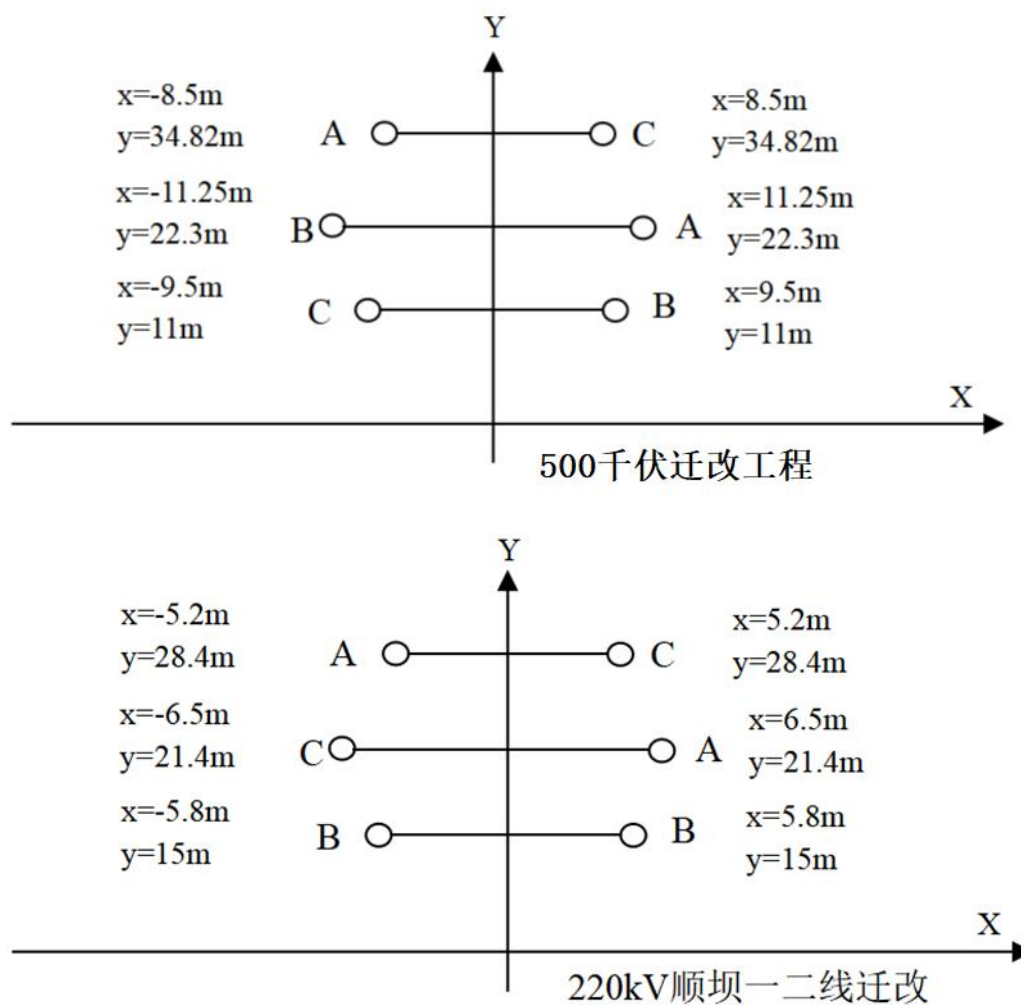 Y
x=-8.5m
y=34.82m
A
C
x=8.5m
y=34.82m
x=-11.25m
y=22.3m
B
A
x=11.25m
y=22.3m
x=-9.5m
y=11m
C
B
x=9.5m
y=11m
X
500千伏迁改工程
Y
x=-5.2m
y=28.4m
A
C
x=5.2m
y=28.4m
x=-6.5m
y=21.4m
C
A
x=6.5m
y=21.4m
x=-5.8m
y=15m
B
B
x=5.8m
y=15m
X
220kV顺坝一二线迁改